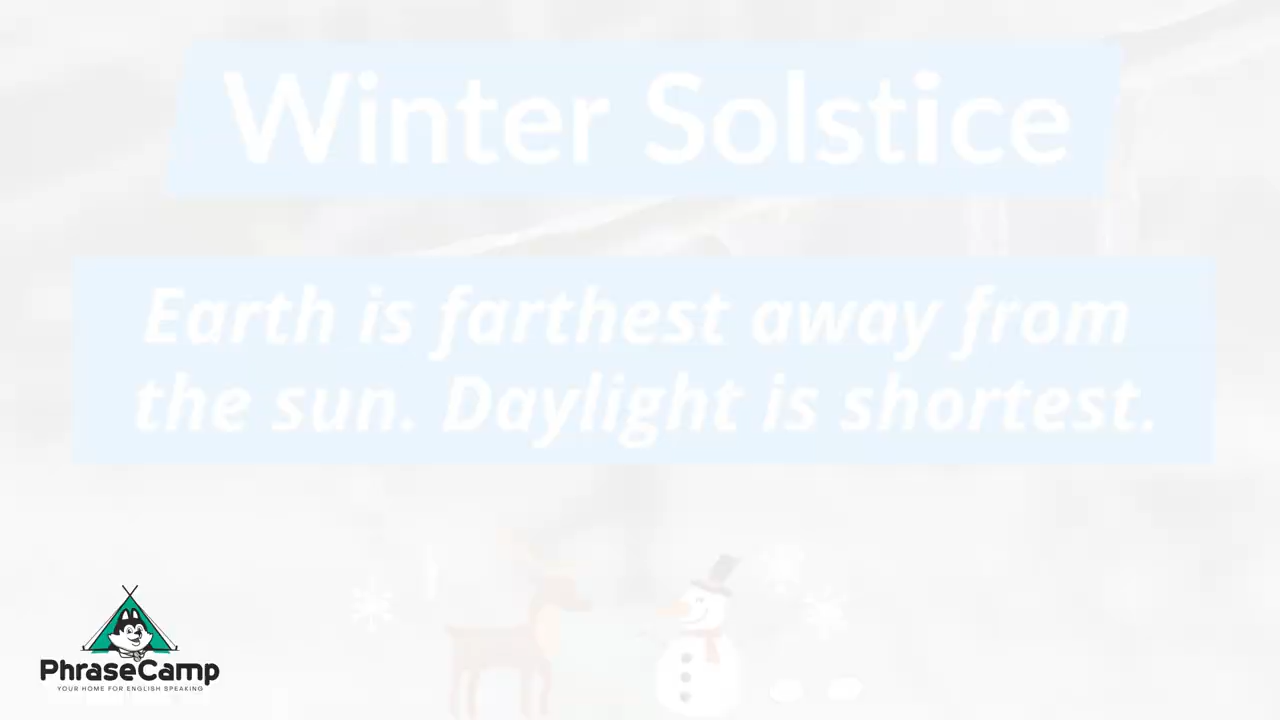 Winter Solstice
Earth is farthest away from
the sun. Daylight is shortest.
PhraseCamp
YOUR HOME FOR ENGLISH SPEAKING